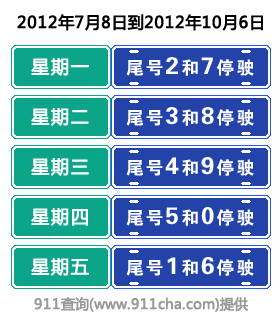 2012年7月8日到2012年10月6日
星期一 尾号2和7停驶
星期二 尾号3和8停驶
星期三 尾号4和9停驶
星期四 尾号5和0停驶
星期五 尾号1和6停驶
911查询(www.911cha.com)提供